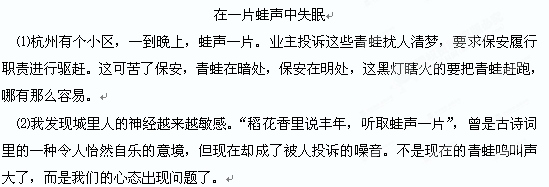 在一片蛙声中失眠
⑴杭州有个小区，一到晚上，蛙声一片。业主投诉这些青蛙扰人清梦，要求保安履行
职责进行驱赶。这可苦了保安，青蛙在暗处，保安在明处，这黑灯瞎火的要把青蛙赶跑，
哪有那么容易。
⑵我发现城里人的神经越来越敏感。“稻花香里说丰年，听取蛙声一片”，曾是古诗词
里的一种令人怡然自乐的意境，但现在却成了被人投诉的噪音。不是现在的青蛙鸣叫声
大了，而是我们的心态出现问题了。